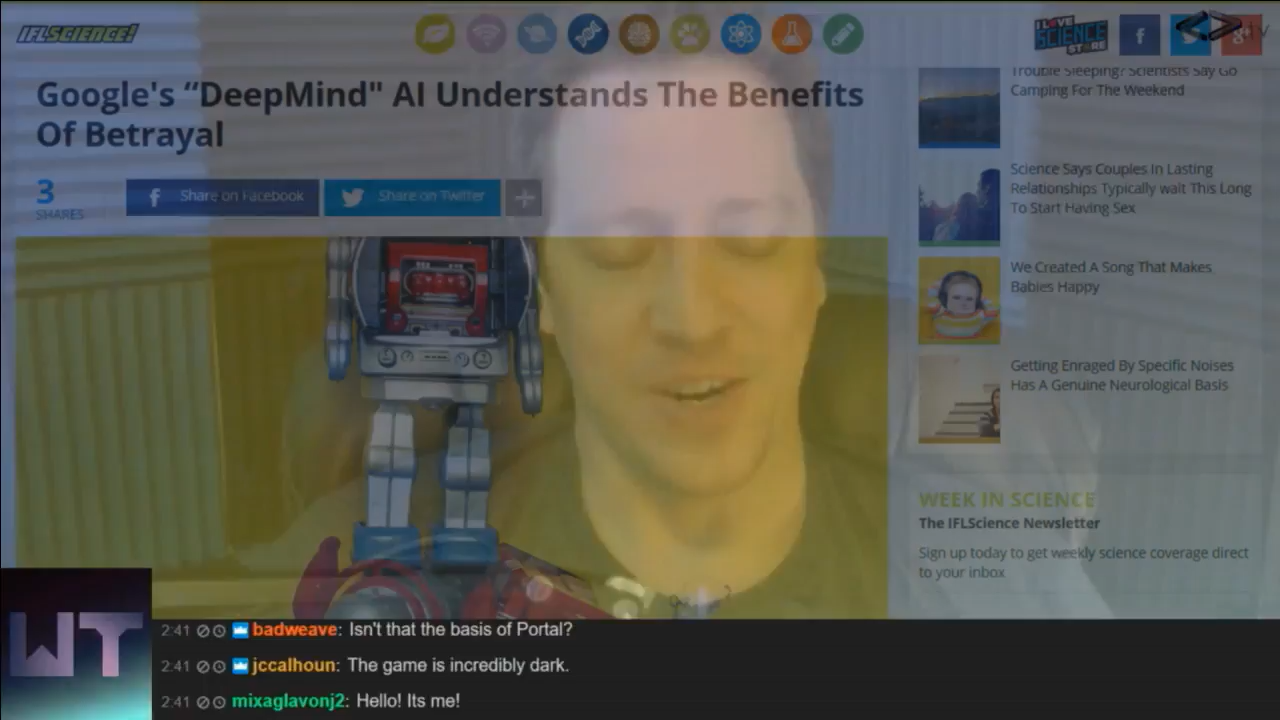 IFLSCIENCE!
I LOVE
SCIENCE
STORE
Google's “DeepMind" AI Understands The Benefits
Of Betrayal
3
SHARES
Share on Facebook
Share on Twitter
Trouble Sleeping? Scientists Say Go
Camping For The Weekend
Science Says Couples In Lasting
Relationships Typically Wait This Long
To Start Having Sex
We Created A Song That Makes
Babies Happy
Getting Enraged By Specific Noises
Has A Genuine Neurological Basis
WEEK IN SCIENCE
The IFLScience Newsletter
Sign up today to get weekly science coverage direct
to your inbox
WT
2:41 badweave: Isn't that the basis of Portal?
2:41 jccalhoun: The game is incredibly dark.
2:41 mixaglavonj2: Hello! Its me!